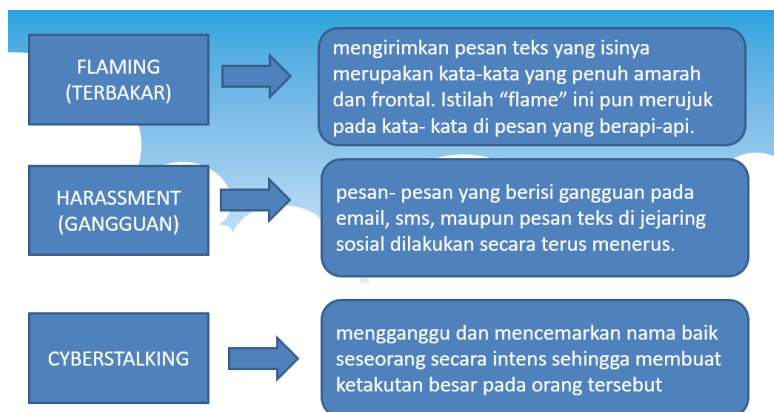 FLAMING
(TERBAKAR)
mengirimkan pesan teks yang isinya
merupakan kata-kata yang penuh amarah
dan frontal. Istilah “flame” ini pun merujuk
pada kata- kata di pesan yang berapi-api.
HARASSMENT
(GANGGUAN)
pesan- pesan yang berisi gangguan pada
email, sms, maupun pesan teks di jejaring
sosial dilakukan secara terus menerus.
CYBERSTALKING
mengganggu dan mencemarkan nama baik
seseorang secara intens sehingga membuat
ketakutan besar pada orang tersebut